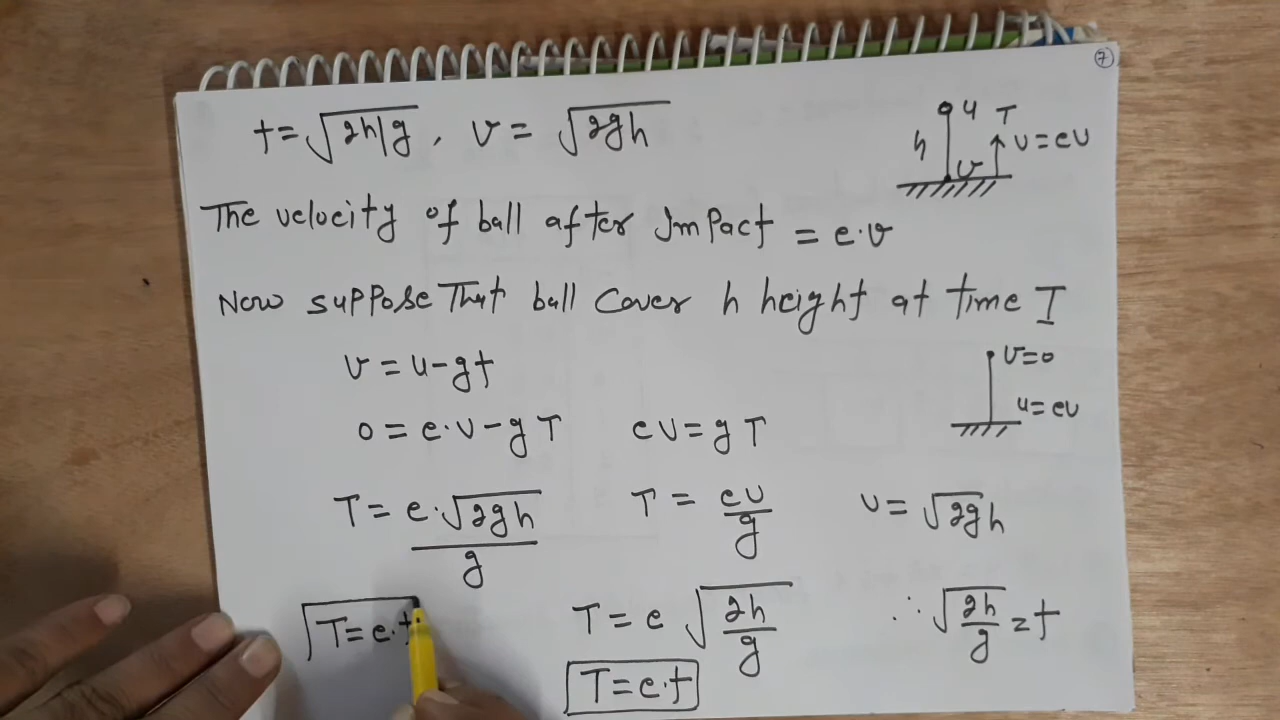 7
t = √2h/g , v = √2gh
u T
h v v = ev
The velocity of ball after Impact = e.v
Now suppose That ball Cover h height at time T
v = u - gt
v = 0
0 = e.v - gT ev = gT
u = ev
T = e.√2gh / g T = ev / g v = √2gh
T = e √2h/g ∴ √2h/g = t
T = e.t
T = e.t